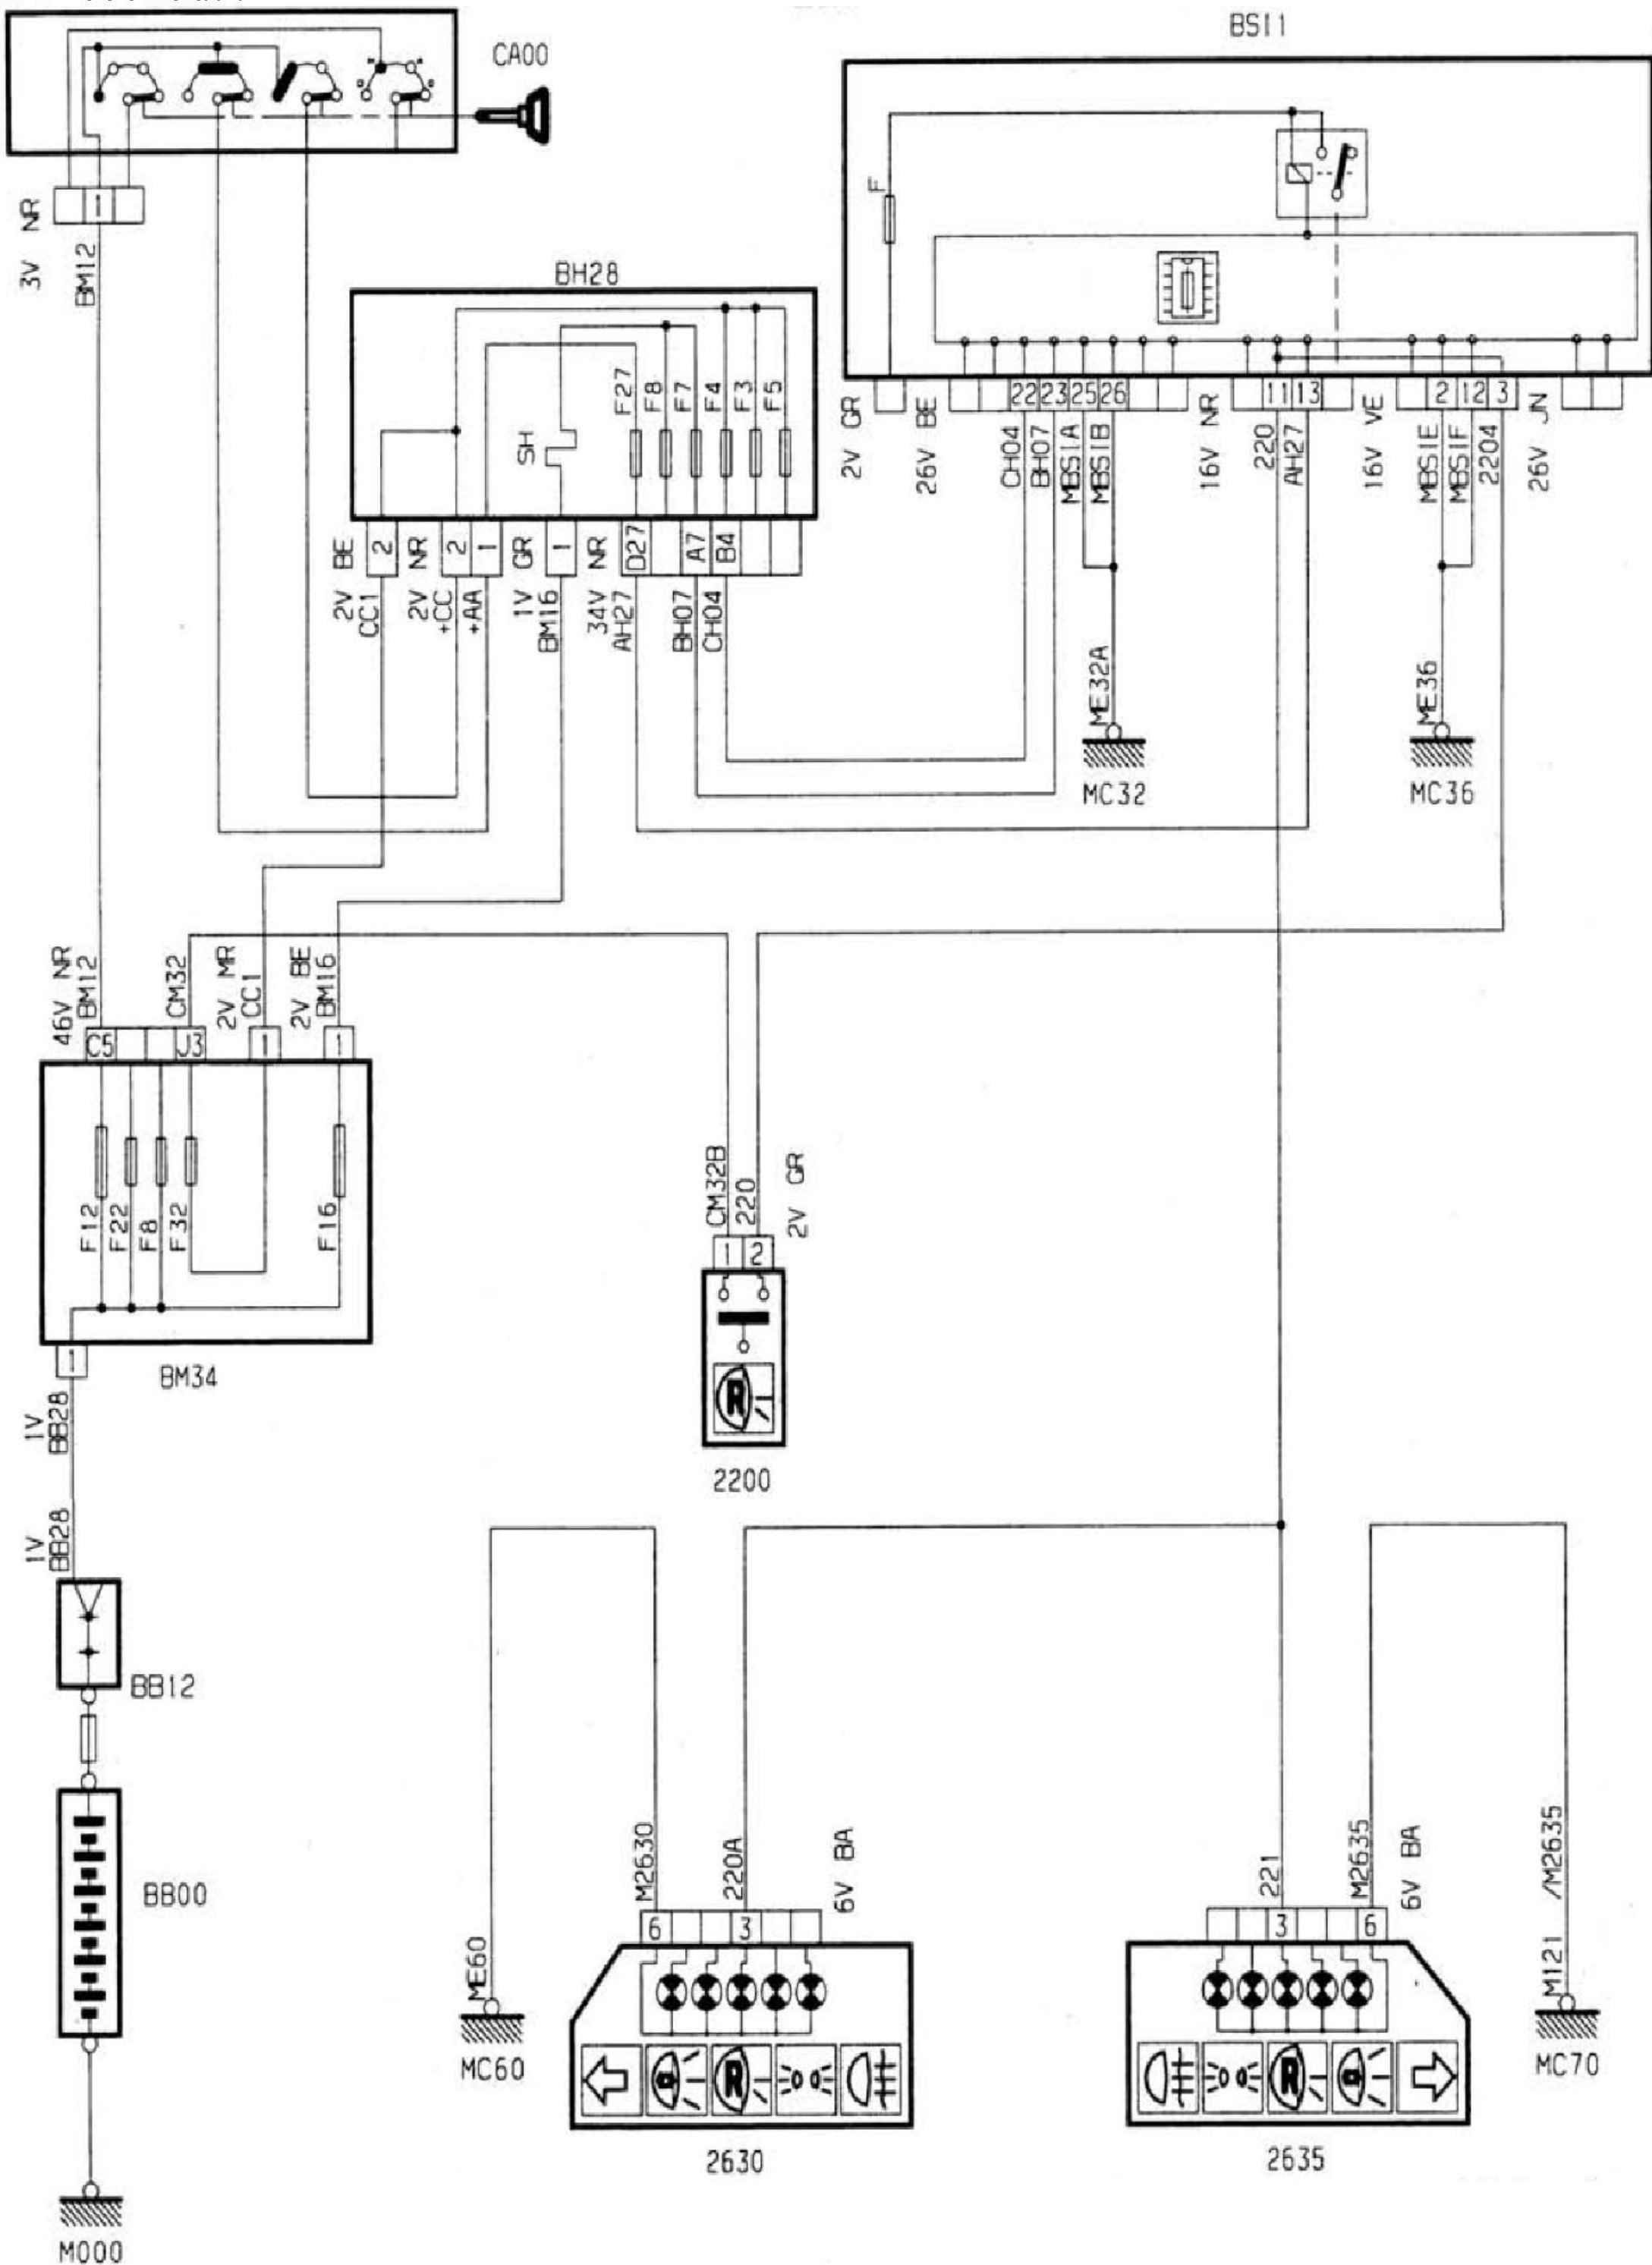 CA00
BSI1
3V NR
1
BM12
BH28
F
F27
F8
F7
F4
F3
F5
SH
2
2
1
1
D27
A7
B4
2V BE
CC1
2V NR
+CC
+AA
1V GR
BM16
34V NR
AH27
BH07
CH04
22
23
25
26
11
13
2
12
3
2V GR
26V BE
CH04
BH07
MBSIA
MBSIB
16V NR
220
AH27
16V VE
MBSIE
MBSIF
2204
26V JN
ME32A
MC32
ME36
MC36
46V NR
BM12
CM32
2V MR
CC1
2V BE
BM16
C5
J3
1
1
F12
F22
F8
F32
F16
1
BM34
1V
BB28
1V
BB28
BB12
BB00
M000
CM32B
220
2V GR
1
2
R
2200
M2630
220A
6V BA
6
3
ME60
MC60
R
2630
221
M2635
6V BA
3
6
M121 /M2635
MC70
R
2635